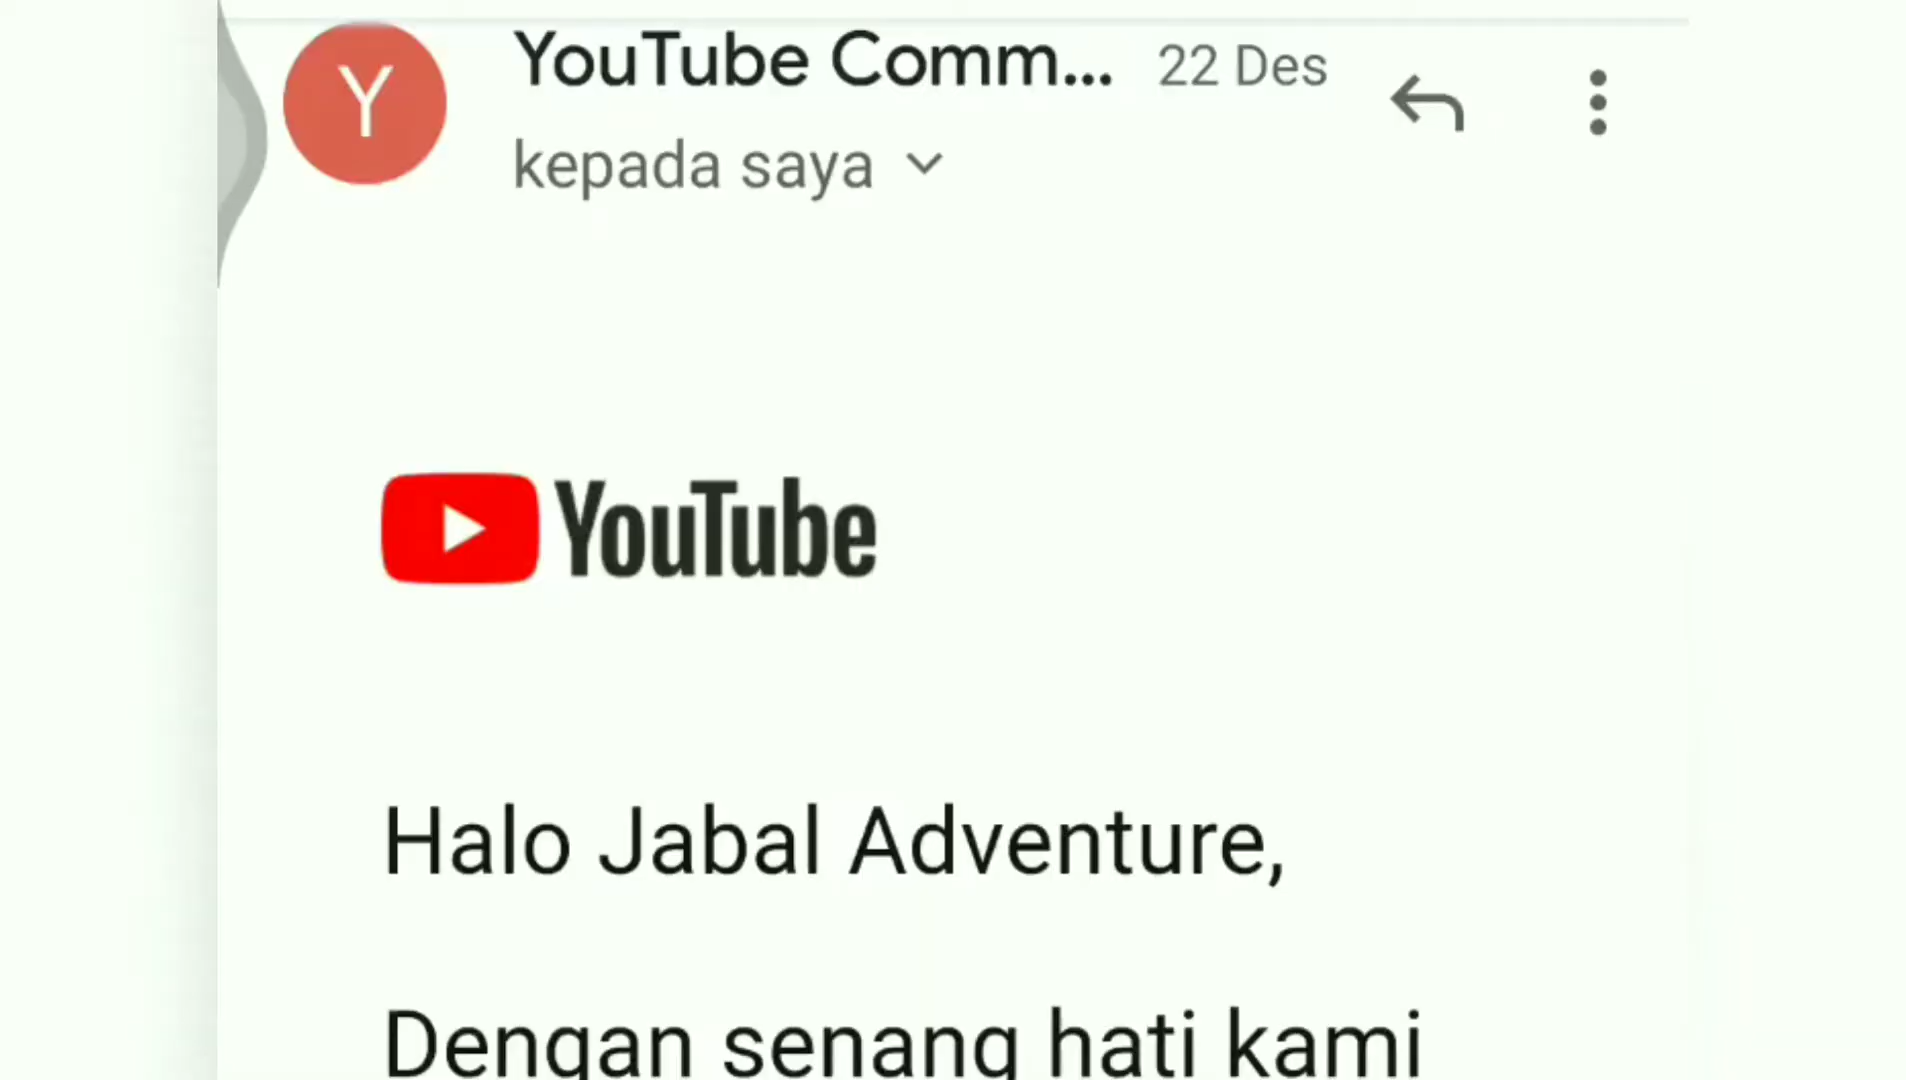 Y
YouTube Comm... 22 Des
kepada saya
YouTube
Halo Jabal Adventure,
Dengan senang hati kami